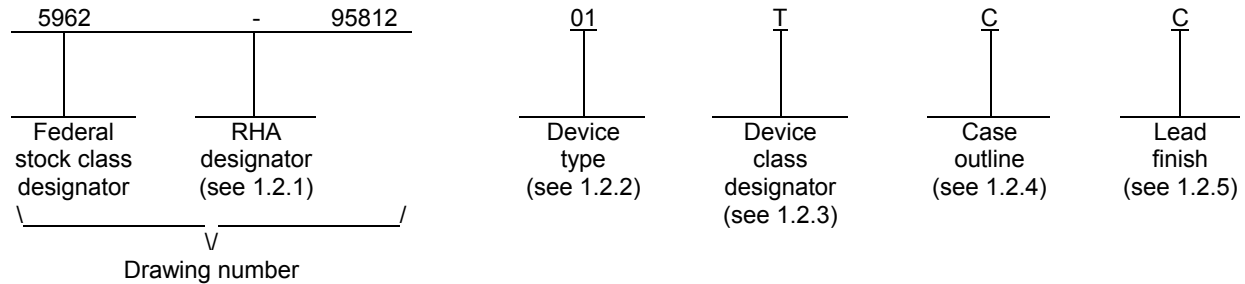 5962 - 95812 01 T C C
Federal stock class designator
RHA designator (see 1.2.1)
Device type (see 1.2.2)
Device class designator (see 1.2.3)
Case outline (see 1.2.4)
Lead finish (see 1.2.5)
\ /
\/
Drawing number